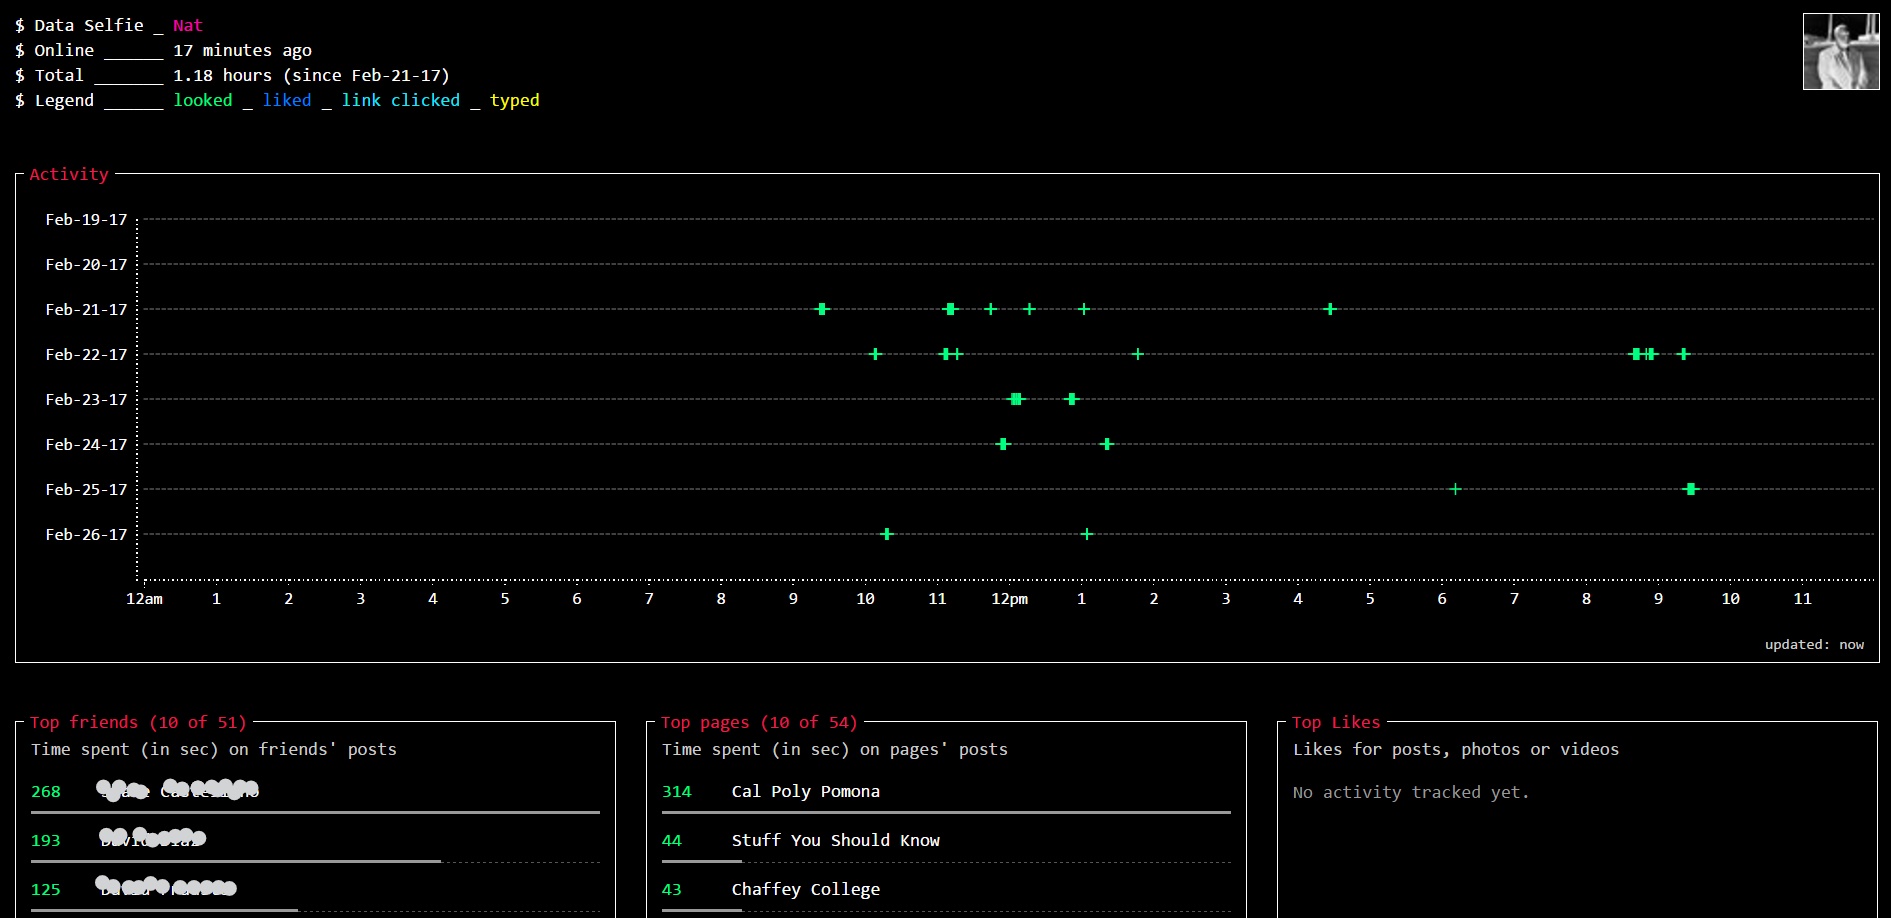 $ Data Selfie _ Nat
$ Online ______ 17 minutes ago
$ Total _______ 1.18 hours (since Feb-21-17)
$ Legend ______ looked _ liked _ link clicked _ typed
Activity
Feb-19-17
Feb-20-17
Feb-21-17
Feb-22-17
Feb-23-17
Feb-24-17
Feb-25-17
Feb-26-17
12am 1 2 3 4 5 6 7 8 9 10 11 12pm 1 2 3 4 5 6 7 8 9 10 11
updated: now
Top friends (10 of 51)
Time spent (in sec) on friends' posts
268
193
125
Top pages (10 of 54)
Time spent (in sec) on pages' posts
314 Cal Poly Pomona
44 Stuff You Should Know
43 Chaffey College
Top Likes
Likes for posts, photos or videos
No activity tracked yet.